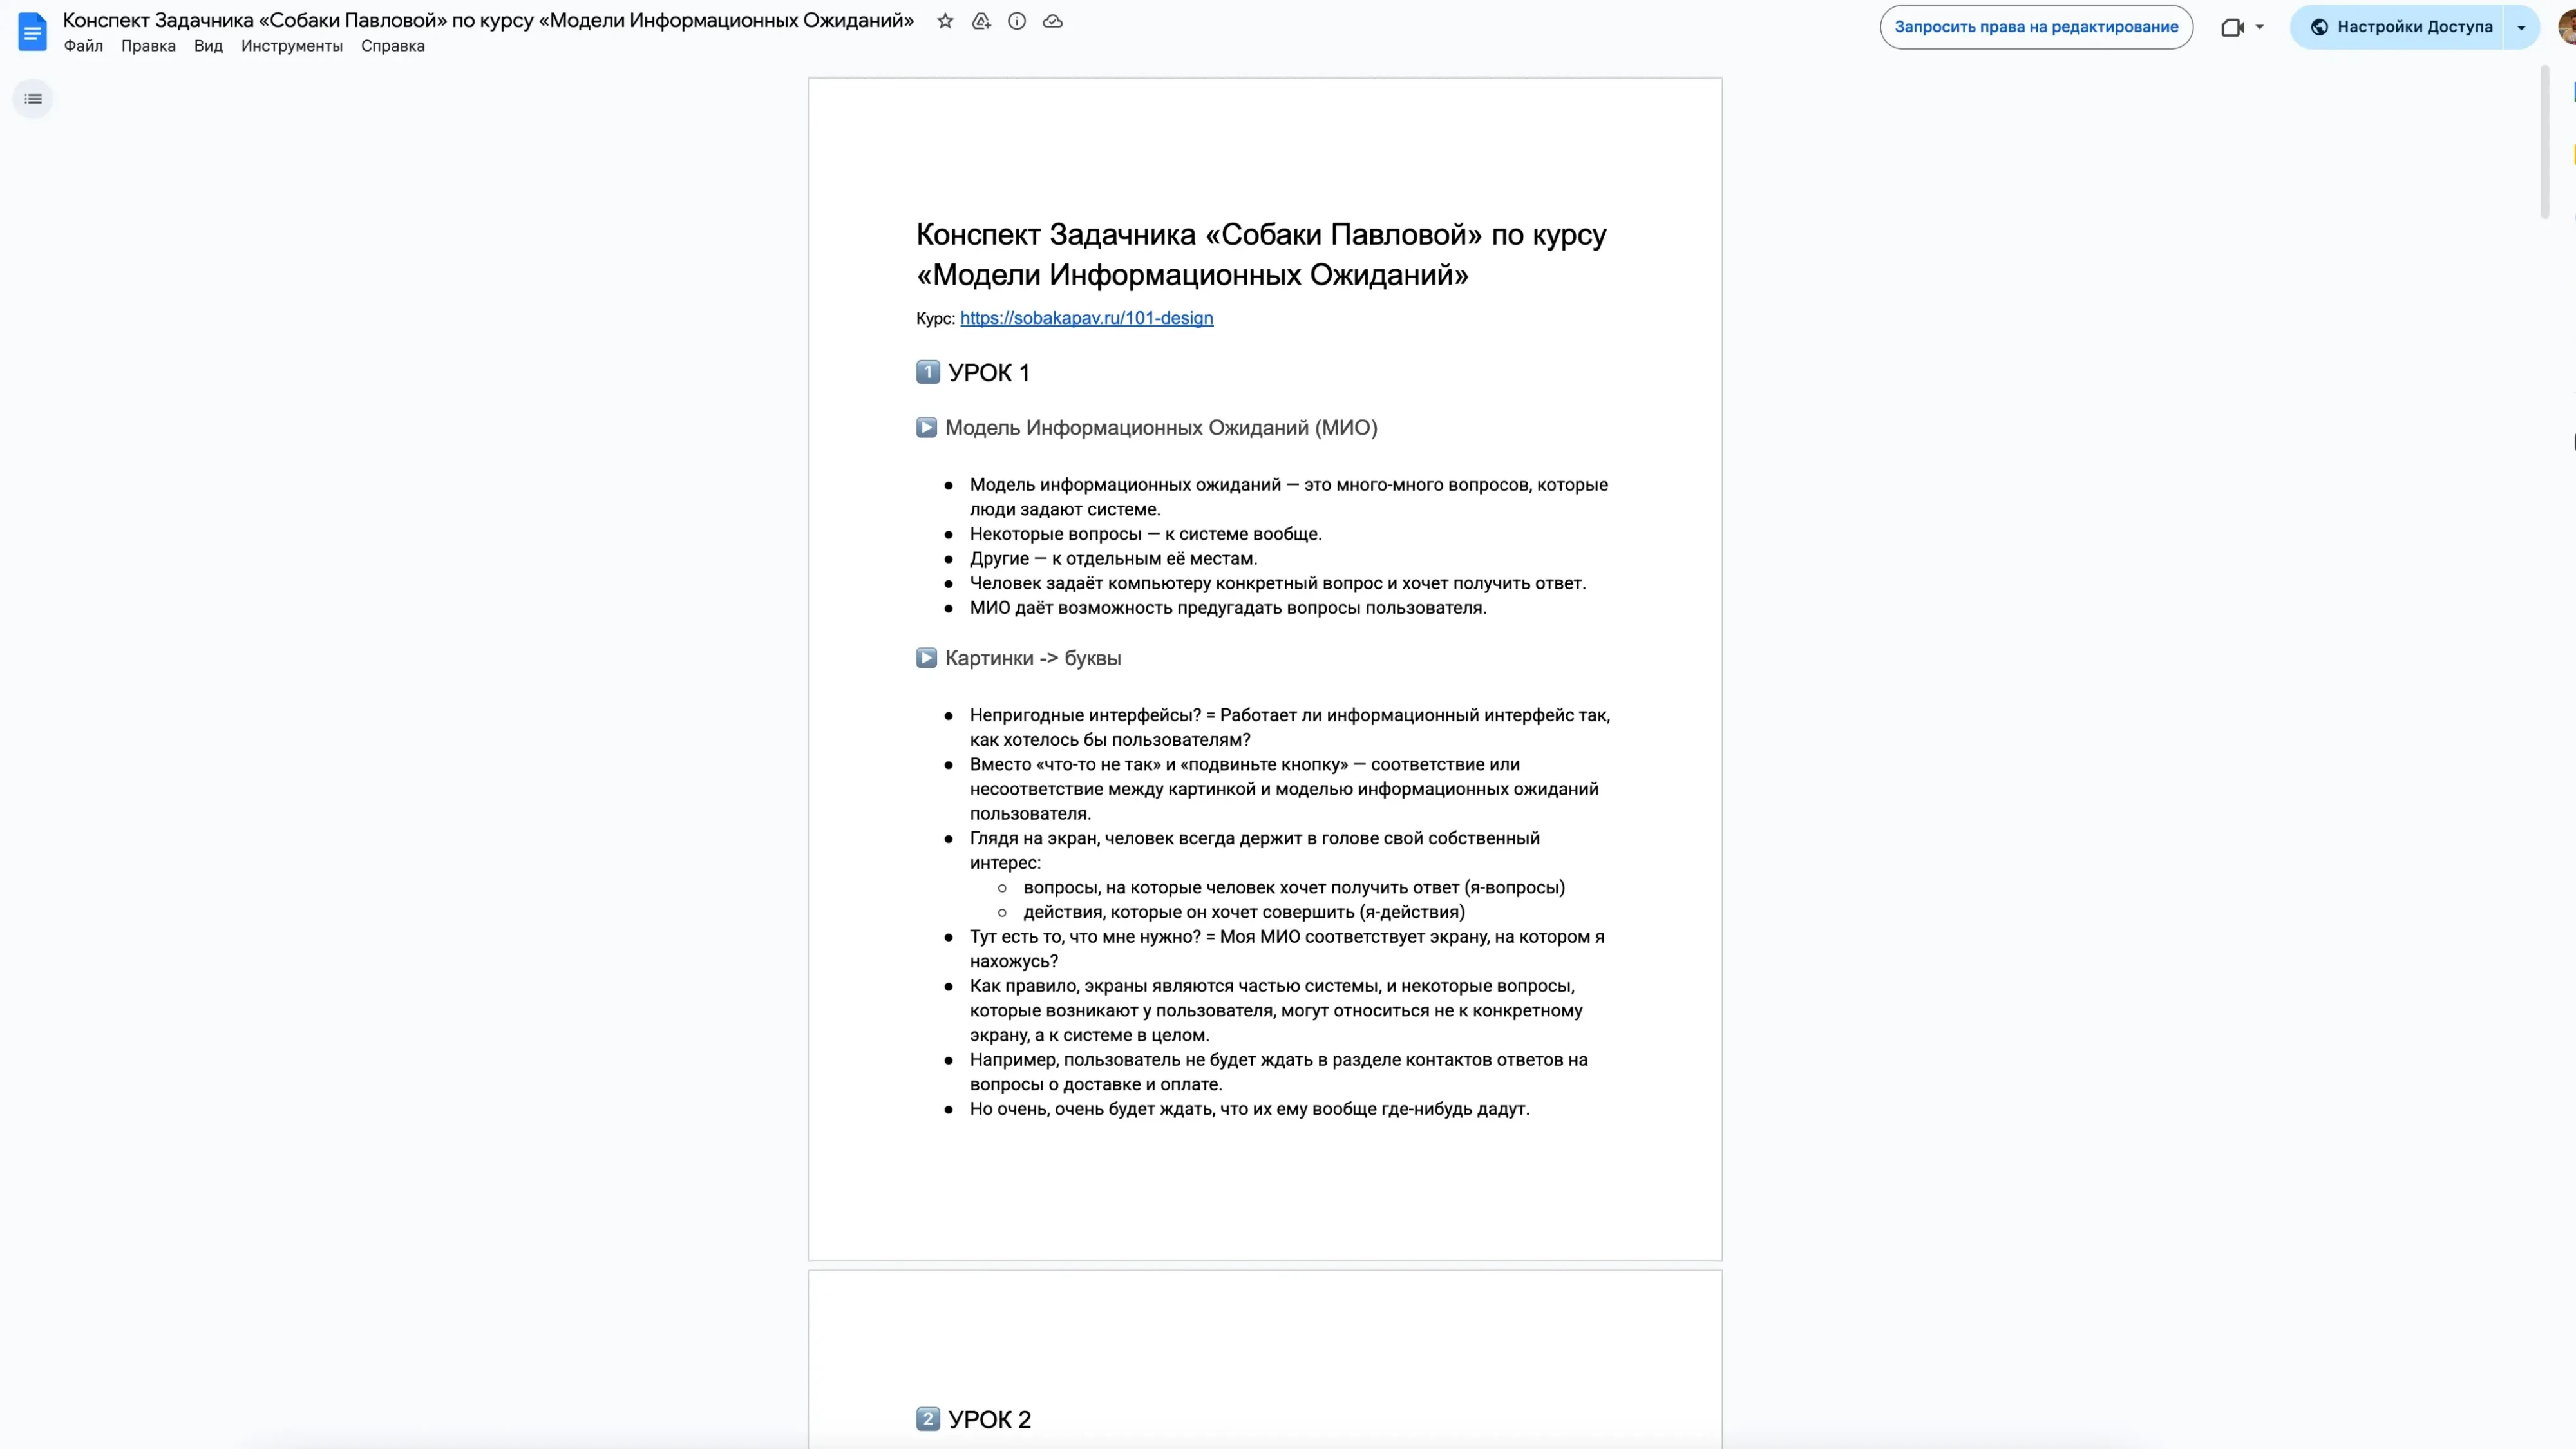 Конспект Задачника «Собаки Павловой» по курсу «Модели Информационных Ожиданий»
Файл Правка Вид Инструменты Справка
Запросить права на редактирование
Настройки Доступа
Конспект Задачника «Собаки Павловой» по курсу
«Модели Информационных Ожиданий»
Курс: https://sobakapav.ru/101-design
1 УРОК 1
Модель Информационных Ожиданий (МИО)
● Модель информационных ожиданий — это много-много вопросов, которые
люди задают системе.
● Некоторые вопросы — к системе вообще.
● Другие — к отдельным её местам.
● Человек задаёт компьютеру конкретный вопрос и хочет получить ответ.
● МИО даёт возможность предугадать вопросы пользователя.
Картинки -> буквы
● Непригодные интерфейсы? = Работает ли информационный интерфейс так,
как хотелось бы пользователям?
● Вместо «что-то не так» и «подвиньте кнопку» — соответствие или
несоответствие между картинкой и моделью информационных ожиданий
пользователя.
● Глядя на экран, человек всегда держит в голове свой собственный
интерес:
○ вопросы, на которые человек хочет получить ответ (я-вопросы)
○ действия, которые он хочет совершить (я-действия)
● Тут есть то, что мне нужно? = Моя МИО соответствует экрану, на котором я
нахожусь?
● Как правило, экраны являются частью системы, и некоторые вопросы,
которые возникают у пользователя, могут относиться не к конкретному
экрану, а к системе в целом.
● Например, пользователь не будет ждать в разделе контактов ответов на
вопросы о доставке и оплате.
● Но очень, очень будет ждать, что их ему вообще где-нибудь дадут.
2 УРОК 2